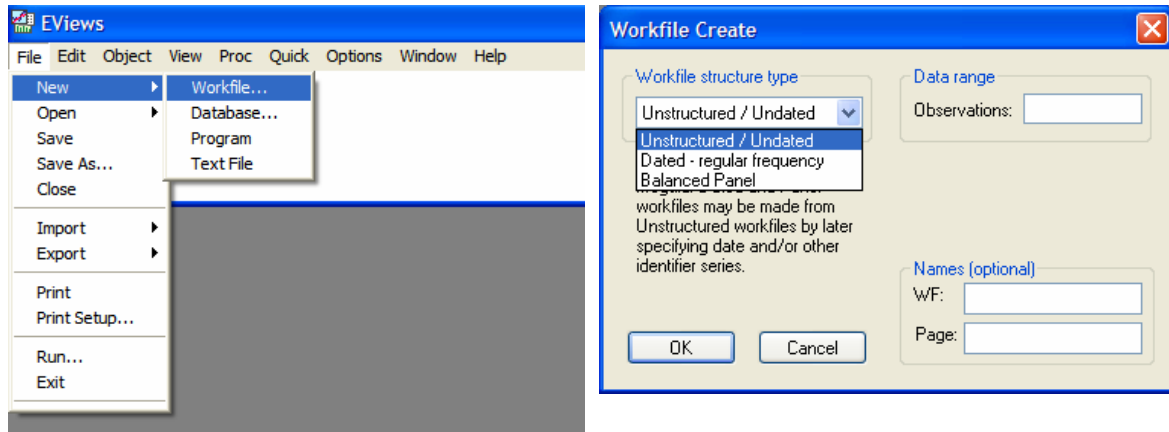 EViews
File Edit Object View Proc Quick Options Window Help
New
Workfile...
Open
Database...
Save
Program
Save As...
Text File
Close
Import
Export
Print
Print Setup...
Run...
Exit
Workfile Create
Workfile structure type
Unstructured / Undated
Unstructured / Undated
Dated - regular frequency
Balanced Panel
workfiles may be made from
Unstructured workfiles by later
specifying date and/or other
identifier series.
Data range
Observations:
Names (optional)
WF:
Page:
OK
Cancel